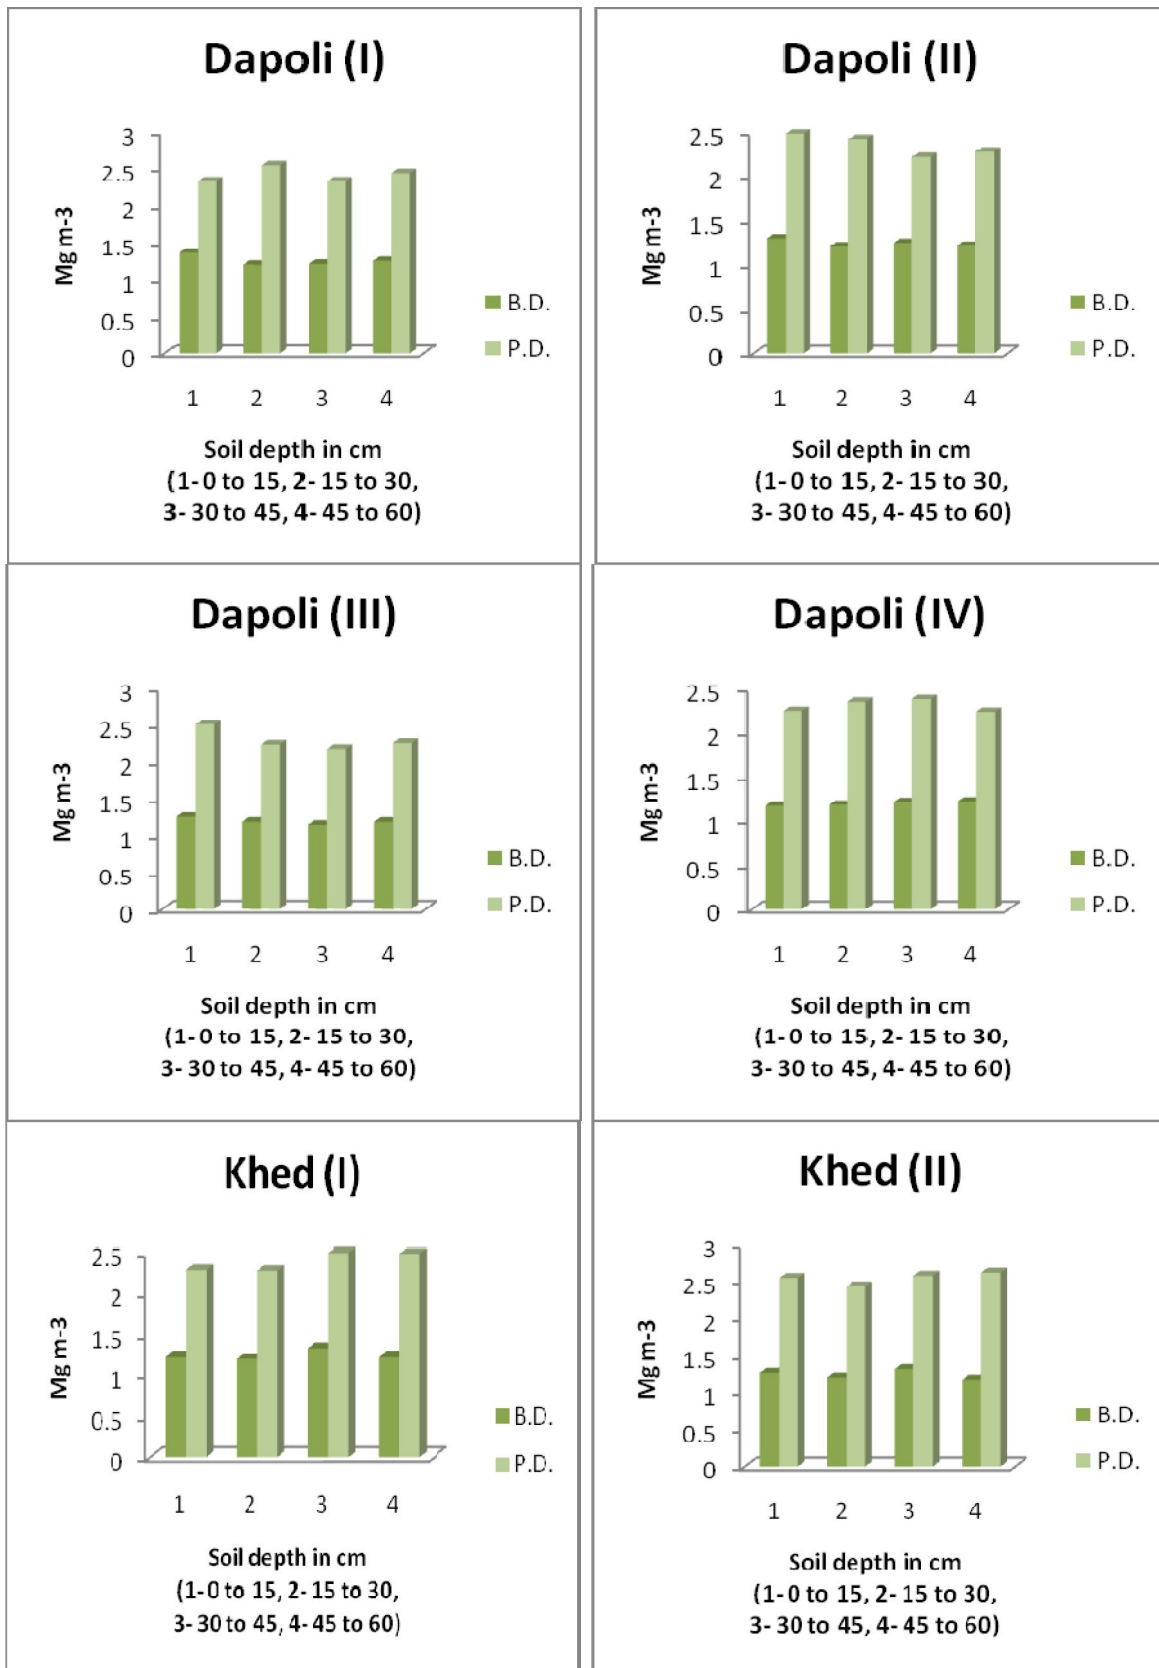 Dapoli (I)
3
2.5
2
1.5
1
0.5
0
Mg m-3
B.D.
P.D.
1 2 3 4
Soil depth in cm
(1- 0 to 15, 2- 15 to 30,
3- 30 to 45, 4- 45 to 60)
Dapoli (II)
2.5
2
1.5
1
0.5
0
Mg m-3
B.D.
P.D.
1 2 3 4
Soil depth in cm
(1- 0 to 15, 2- 15 to 30,
3- 30 to 45, 4- 45 to 60)
Dapoli (III)
3
2.5
2
1.5
1
0.5
0
Mg m-3
B.D.
P.D.
1 2 3 4
Soil depth in cm
(1- 0 to 15, 2- 15 to 30,
3- 30 to 45, 4- 45 to 60)
Dapoli (IV)
2.5
2
1.5
1
0.5
0
Mg m-3
B.D.
P.D.
1 2 3 4
Soil depth in cm
(1- 0 to 15, 2- 15 to 30,
3- 30 to 45, 4- 45 to 60)
Khed (I)
2.5
2
1.5
1
0.5
0
Mg m-3
B.D.
P.D.
1 2 3 4
Soil depth in cm
(1- 0 to 15, 2- 15 to 30,
3- 30 to 45, 4- 45 to 60)
Khed (II)
3
2.5
2
1.5
1
0.5
0
Mg m-3
B.D.
P.D.
1 2 3 4
Soil depth in cm
(1- 0 to 15, 2- 15 to 30,
3- 30 to 45, 4- 45 to 60)